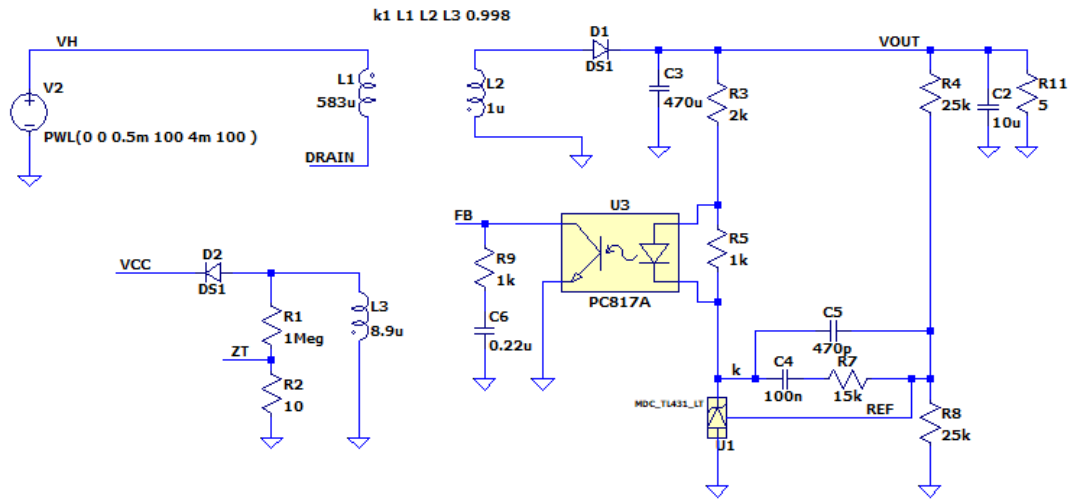 k1 L1 L2 L3 0.998
VH
V2
PWL(0 0 0.5m 100 4m 100 )
L1
583u
DRAIN
L2
1u
D1
DS1
C3
470u
R3
2k
VOUT
R4
25k
C2
10u
R11
5
FB
R9
1k
C6
0.22u
U3
PC817A
R5
1k
VCC
D2
DS1
R1
1Meg
ZT
R2
10
L3
8.9u
C5
470p
k
C4
100n
R7
15k
MDC_TL431_LT
U1
REF
R8
25k